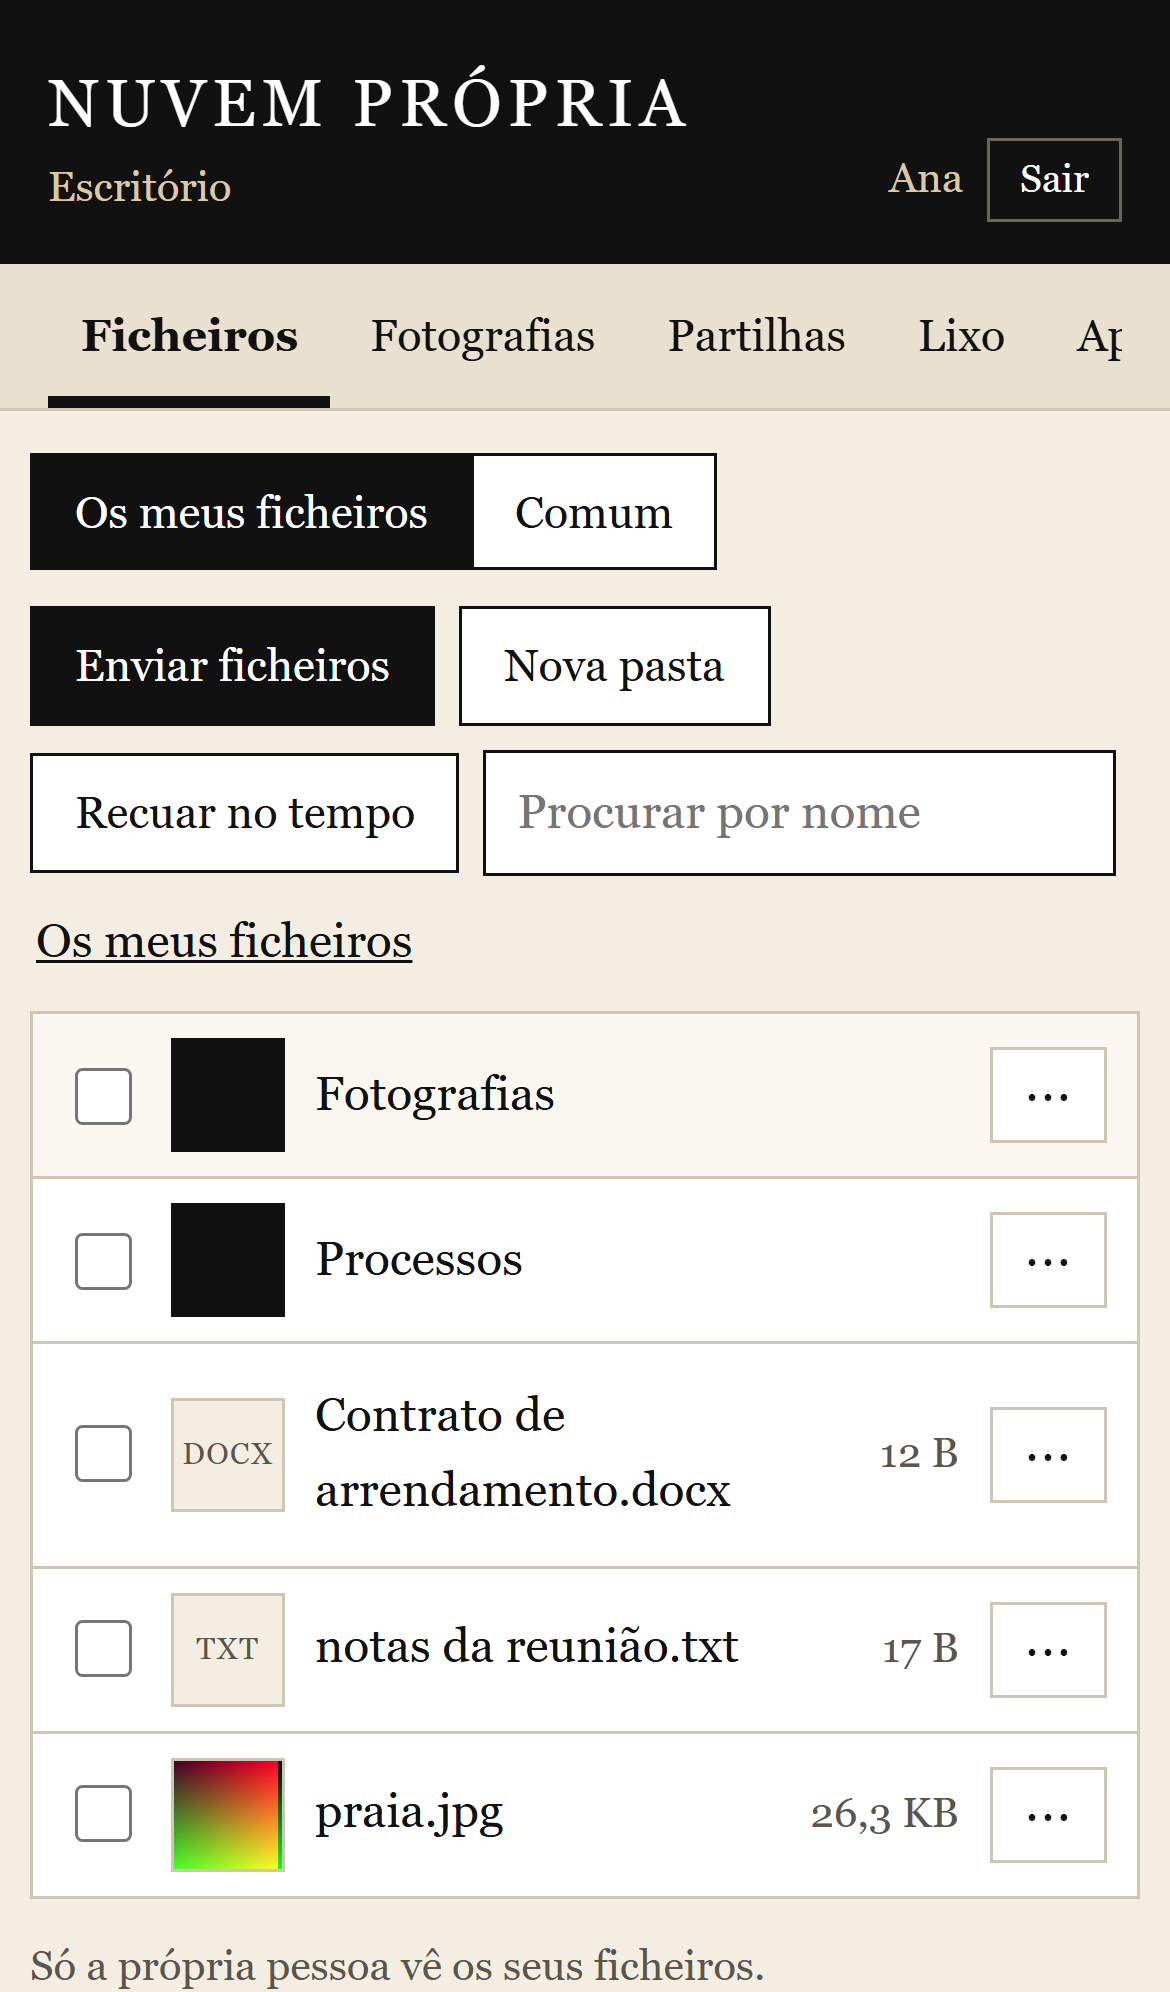 NUVEM PRÓPRIA
Escritório
Ana
Sair
Ficheiros
Fotografias
Partilhas
Lixo
Os meus ficheiros
Comum
Enviar ficheiros
Nova pasta
Recuar no tempo
Procurar por nome
Os meus ficheiros
Fotografias
...
Processos
...
DOCX
Contrato de
arrendamento.docx
12 B
...
TXT
notas da reunião.txt
17 B
...
praia.jpg
26,3 KB
...
Só a própria pessoa vê os seus ficheiros.